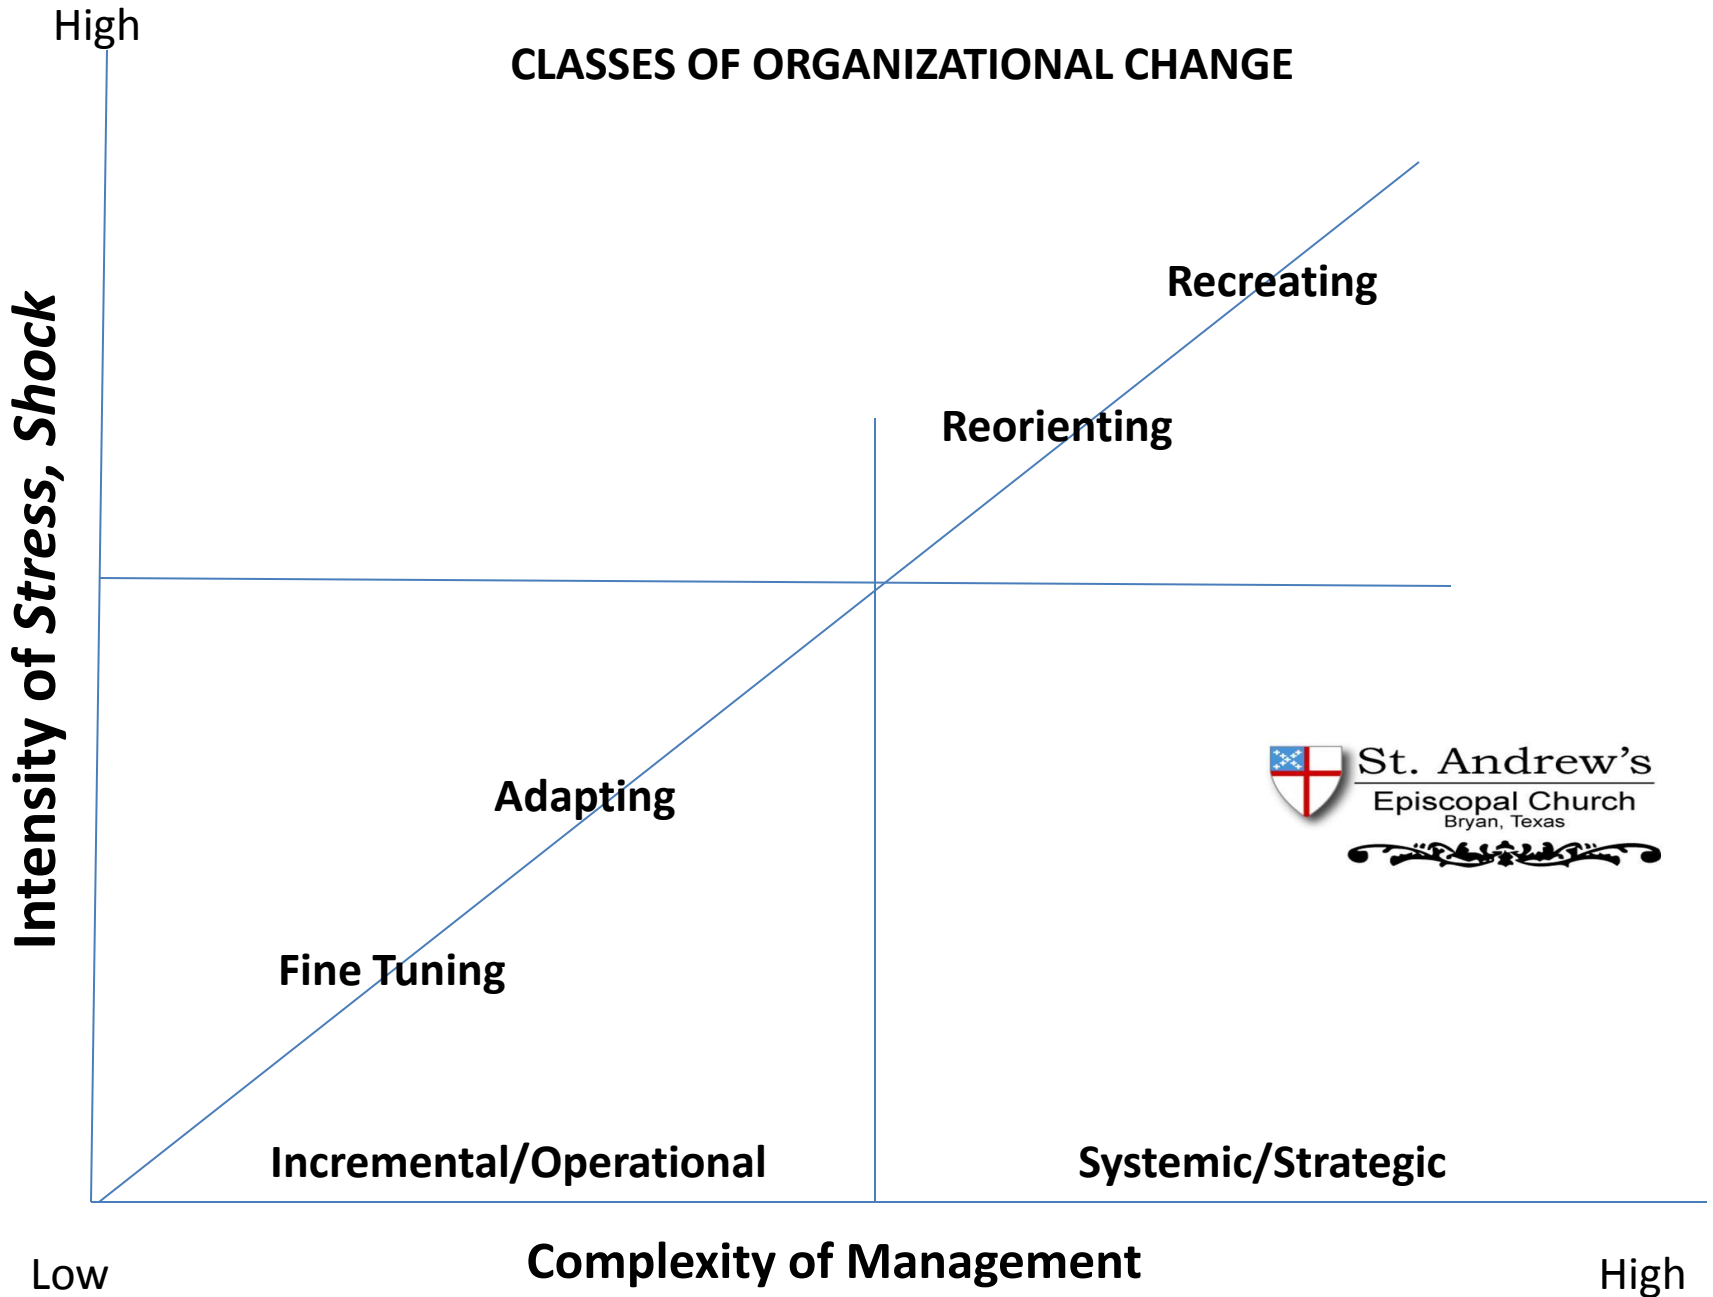 High
CLASSES OF ORGANIZATIONAL CHANGE
Recreating
Reorienting
Intensity of Stress, Shock
Adapting
St. Andrew's
Episcopal Church
Bryan, Texas
Fine Tuning
Incremental/Operational
Systemic/Strategic
Complexity of Management
Low
High